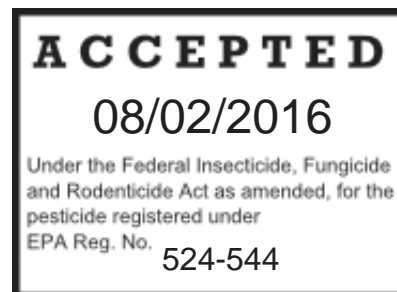 ACCEPTED
08/02/2016
Under the Federal Insecticide, Fungicide
and Rodenticide Act as amended, for the
pesticide registered under
EPA Reg. No. 524-544